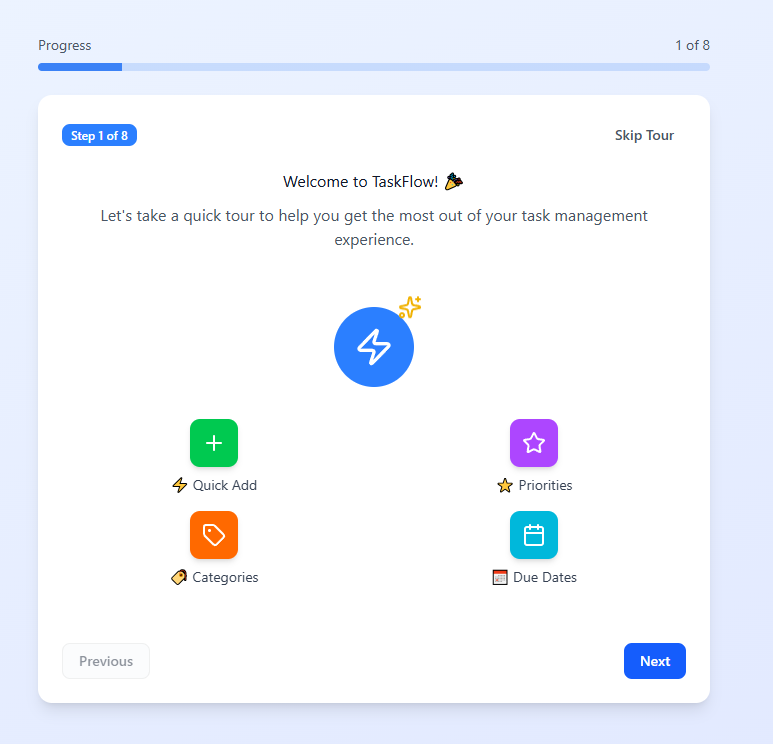 Progress
1 of 8
Step 1 of 8
Skip Tour
Welcome to TaskFlow! 🎉
Let's take a quick tour to help you get the most out of your task management
experience.
⚡ Quick Add
⭐ Priorities
🏷️ Categories
📅 Due Dates
Previous
Next